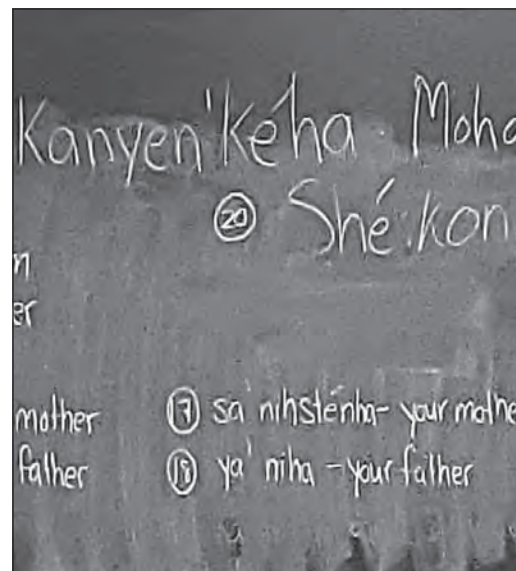 Kanyen'kéha Moha
20 Shé:kon
n
er
mother 17 sa' nihsténha- your mothe
father 18 ya' niha - your father